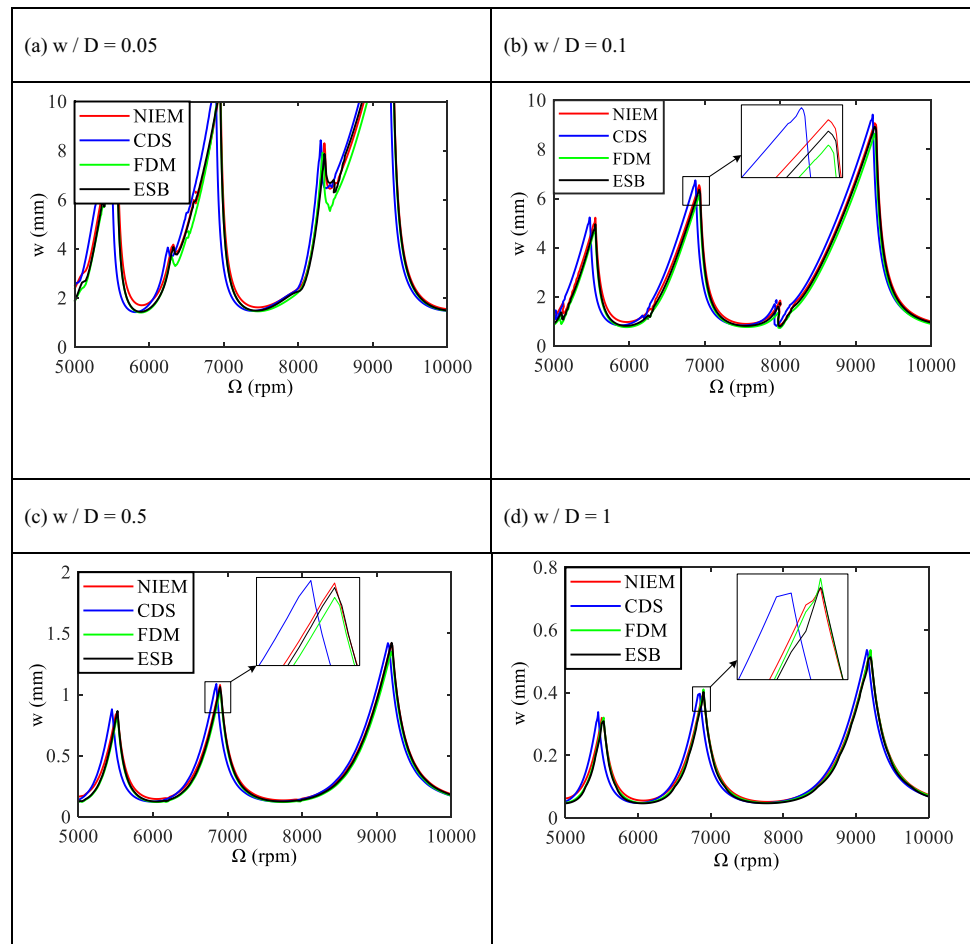 (a) w / D = 0.05
(b) w / D = 0.1
10
8
6
4
2
0
w (mm)
NIEM
CDS
FDM
ESB
5000 6000 7000 8000 9000 10000
Ω (rpm)
10
8
6
4
2
0
w (mm)
NIEM
CDS
FDM
ESB
5000 6000 7000 8000 9000 10000
Ω (rpm)
(c) w / D = 0.5
(d) w / D = 1
2
1.5
1
0.5
0
w (mm)
NIEM
CDS
FDM
ESB
5000 6000 7000 8000 9000 10000
Ω (rpm)
0.8
0.6
0.4
0.2
0
w (mm)
NIEM
CDS
FDM
ESB
5000 6000 7000 8000 9000 10000
Ω (rpm)